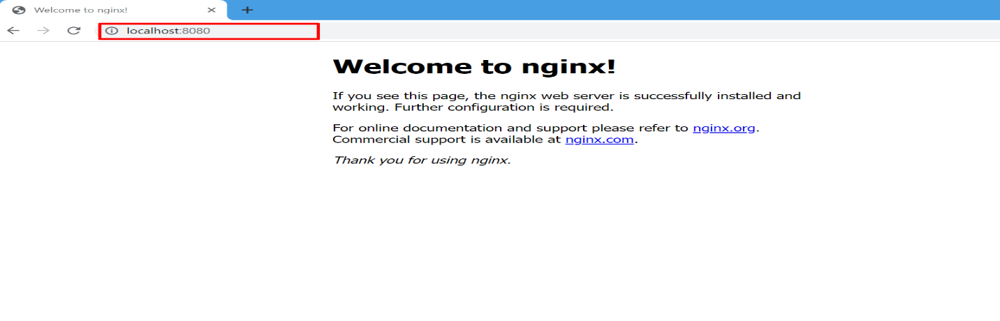 Welcome to nginx!
localhost:8080
Welcome to nginx!
If you see this page, the nginx web server is successfully installed and
working. Further configuration is required.
For online documentation and support please refer to nginx.org.
Commercial support is available at nginx.com.
Thank you for using nginx.